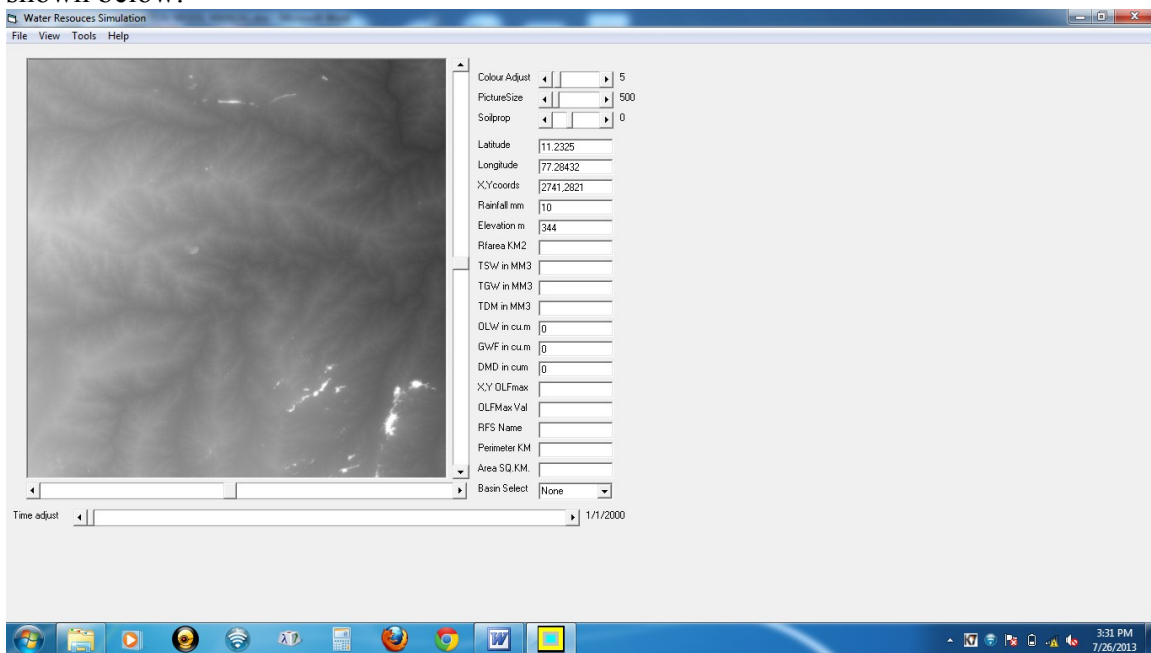 shown below.
Water Resouces Simulation
File View Tools Help
Colour Adjust 5
PictureSize 500
Soilprop 0
Latitude 11.2325
Longitude 77.28432
X,Ycoords 2741,2821
Rainfall mm 10
Elevation m 344
Rfarea KM2
TSW in MM3
TGW in MM3
TDM in MM3
OLW in cu.m 0
GWF in cu.m 0
DMD in cum 0
X,Y OLFmax
OLFMax Val
RFS Name
Perimeter KM
Area SQ.KM.
Basin Select None
Time adjust 1/1/2000
3:31 PM
7/26/2013